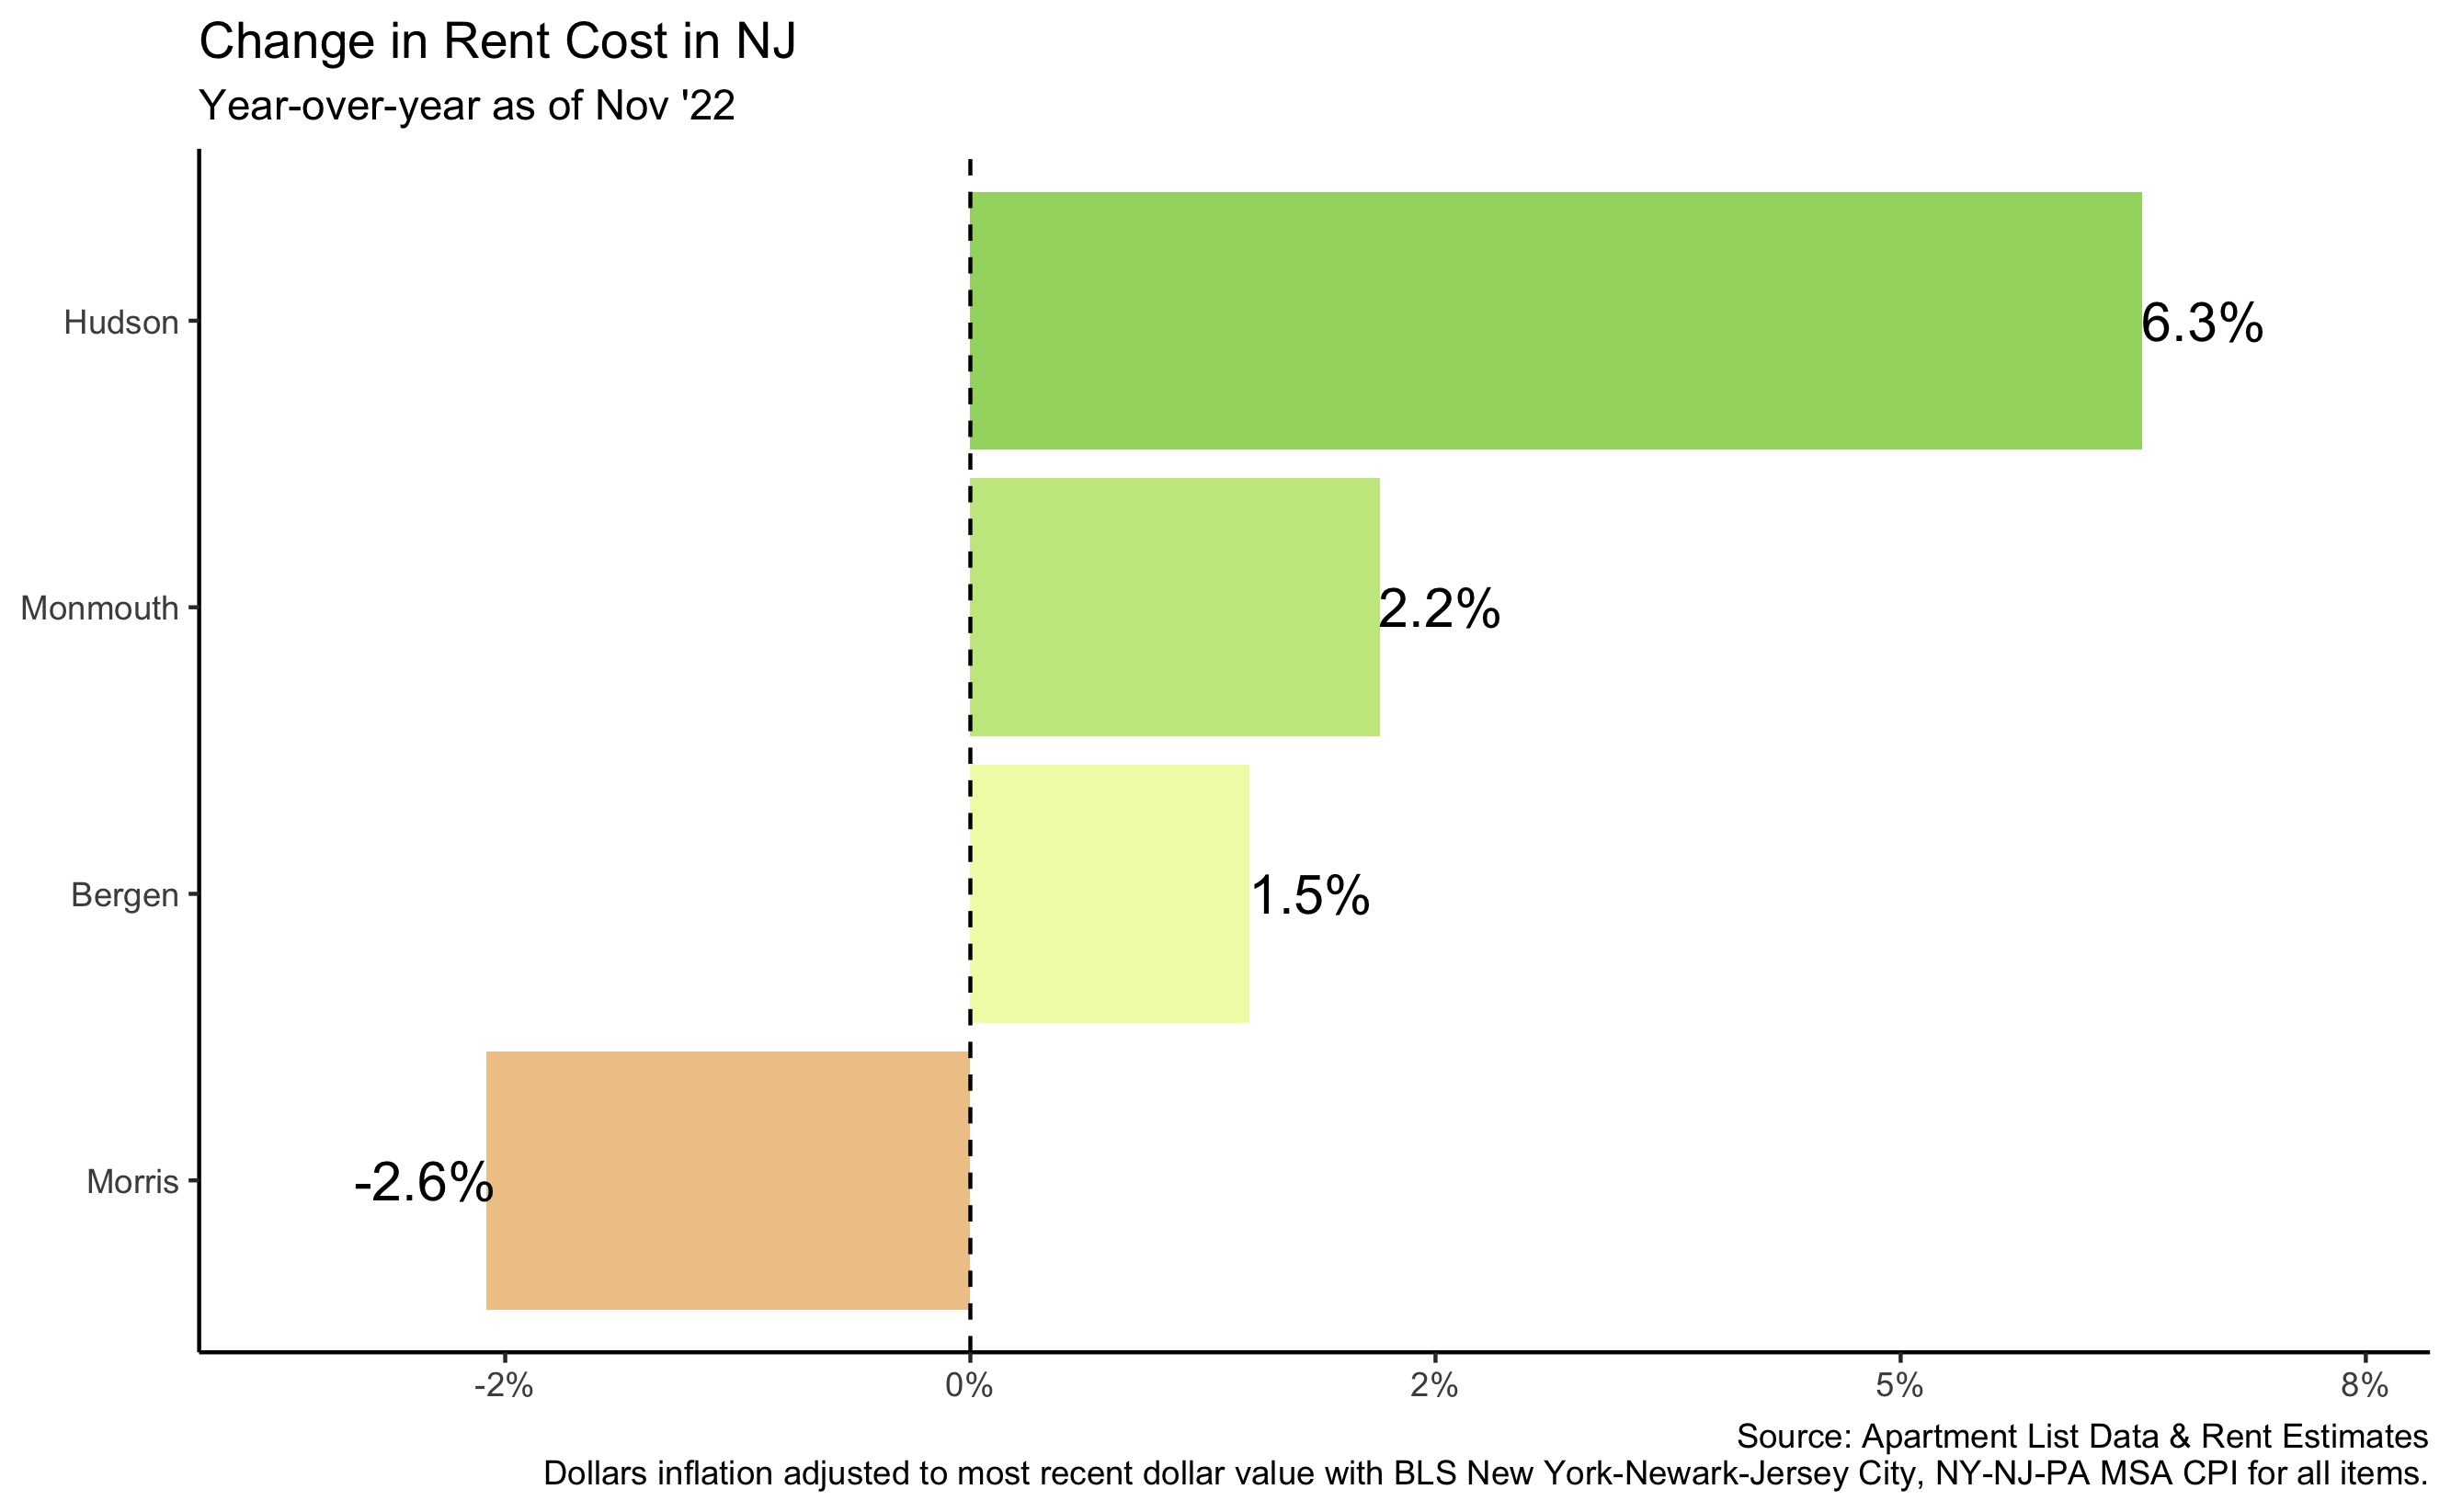 Change in Rent Cost in NJ
Year-over-year as of Nov '22
Hudson
6.3%
Monmouth
2.2%
Bergen
1.5%
Morris
-2.6%
-2%
0%
2%
5%
8%
Source: Apartment List Data & Rent Estimates
Dollars inflation adjusted to most recent dollar value with BLS New York-Newark-Jersey City, NY-NJ-PA MSA CPI for all items.